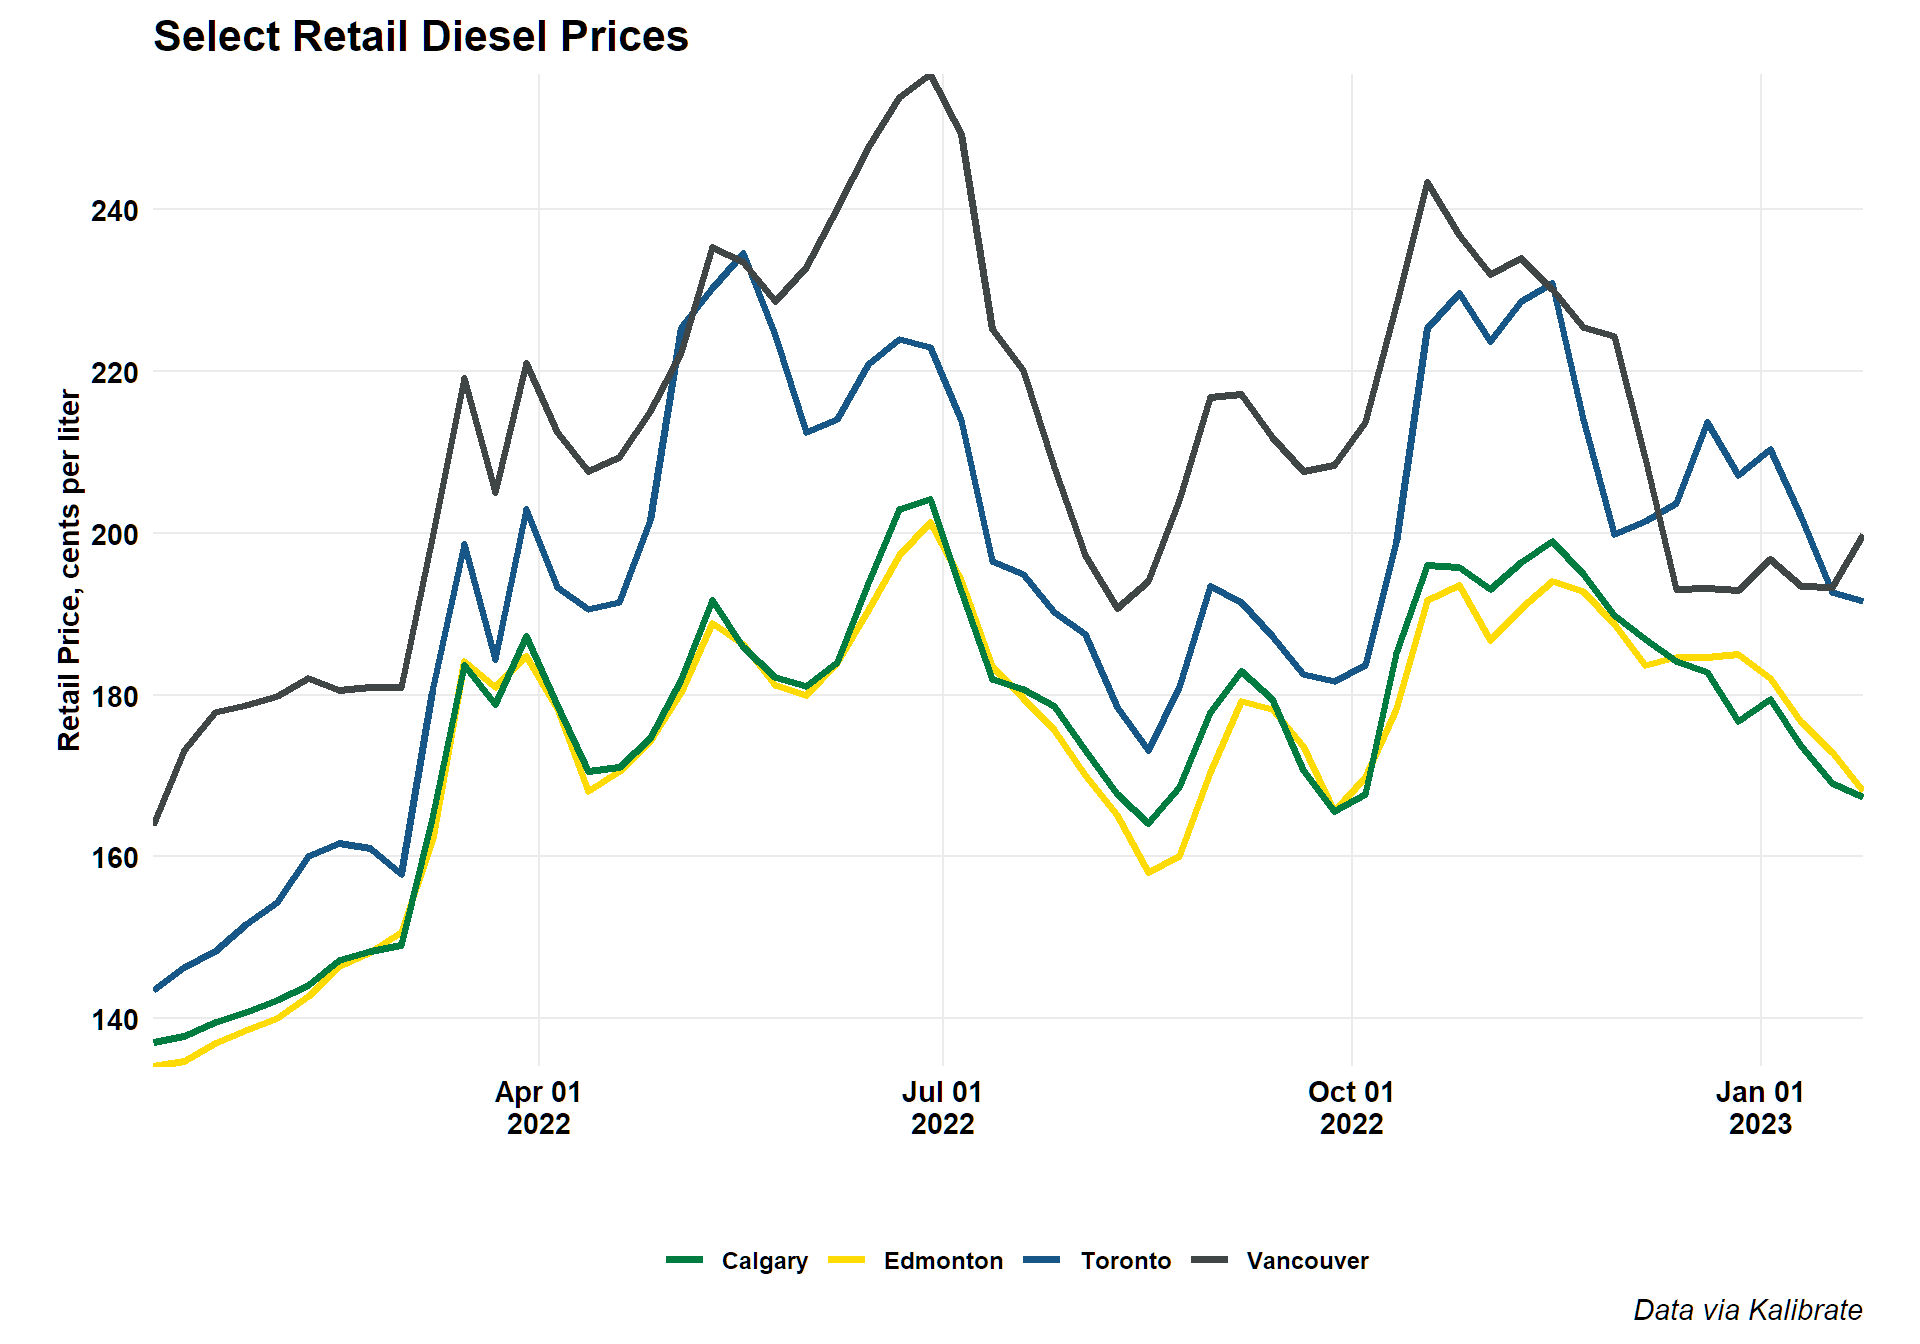 Select Retail Diesel Prices
Retail Price, cents per liter
240
220
200
180
160
140
Apr 01
2022
Jul 01
2022
Oct 01
2022
Jan 01
2023
Calgary
Edmonton
Toronto
Vancouver
Data via Kalibrate